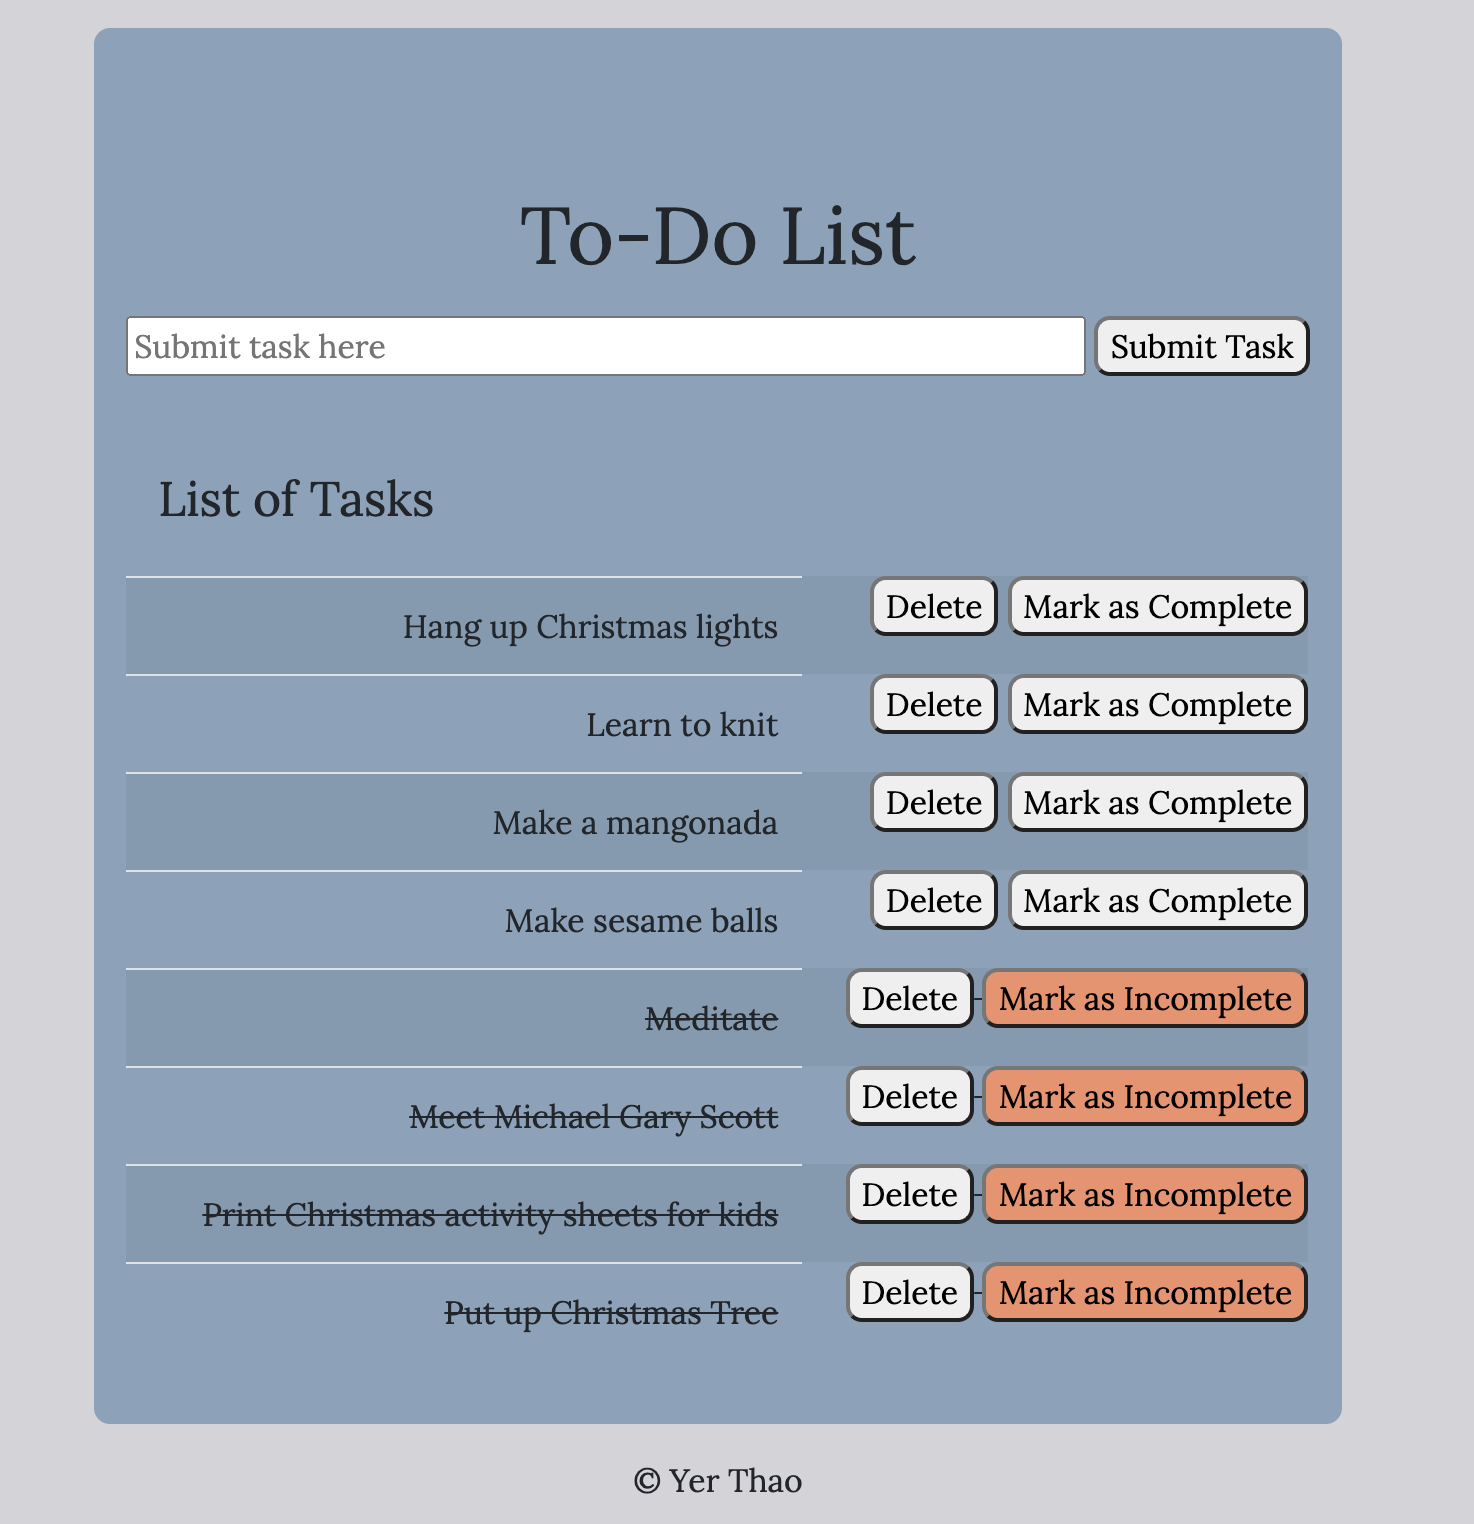 To-Do List
Submit task here Submit Task
List of Tasks
Hang up Christmas lights Delete Mark as Complete
Learn to knit Delete Mark as Complete
Make a mangonada Delete Mark as Complete
Make sesame balls Delete Mark as Complete
Meditate Delete Mark as Incomplete
Meet Michael Gary Scott Delete Mark as Incomplete
Print Christmas activity sheets for kids Delete Mark as Incomplete
Put up Christmas Tree Delete Mark as Incomplete
© Yer Thao